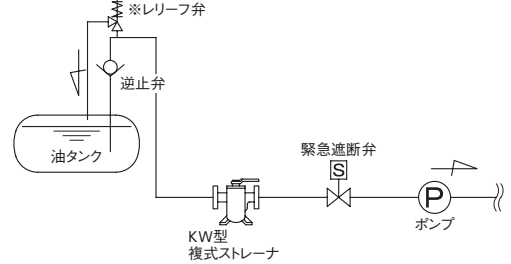 ※レリーフ弁
逆止弁
油タンク
緊急遮断弁
S
P
ポンプ
KW型
複式ストレーナ